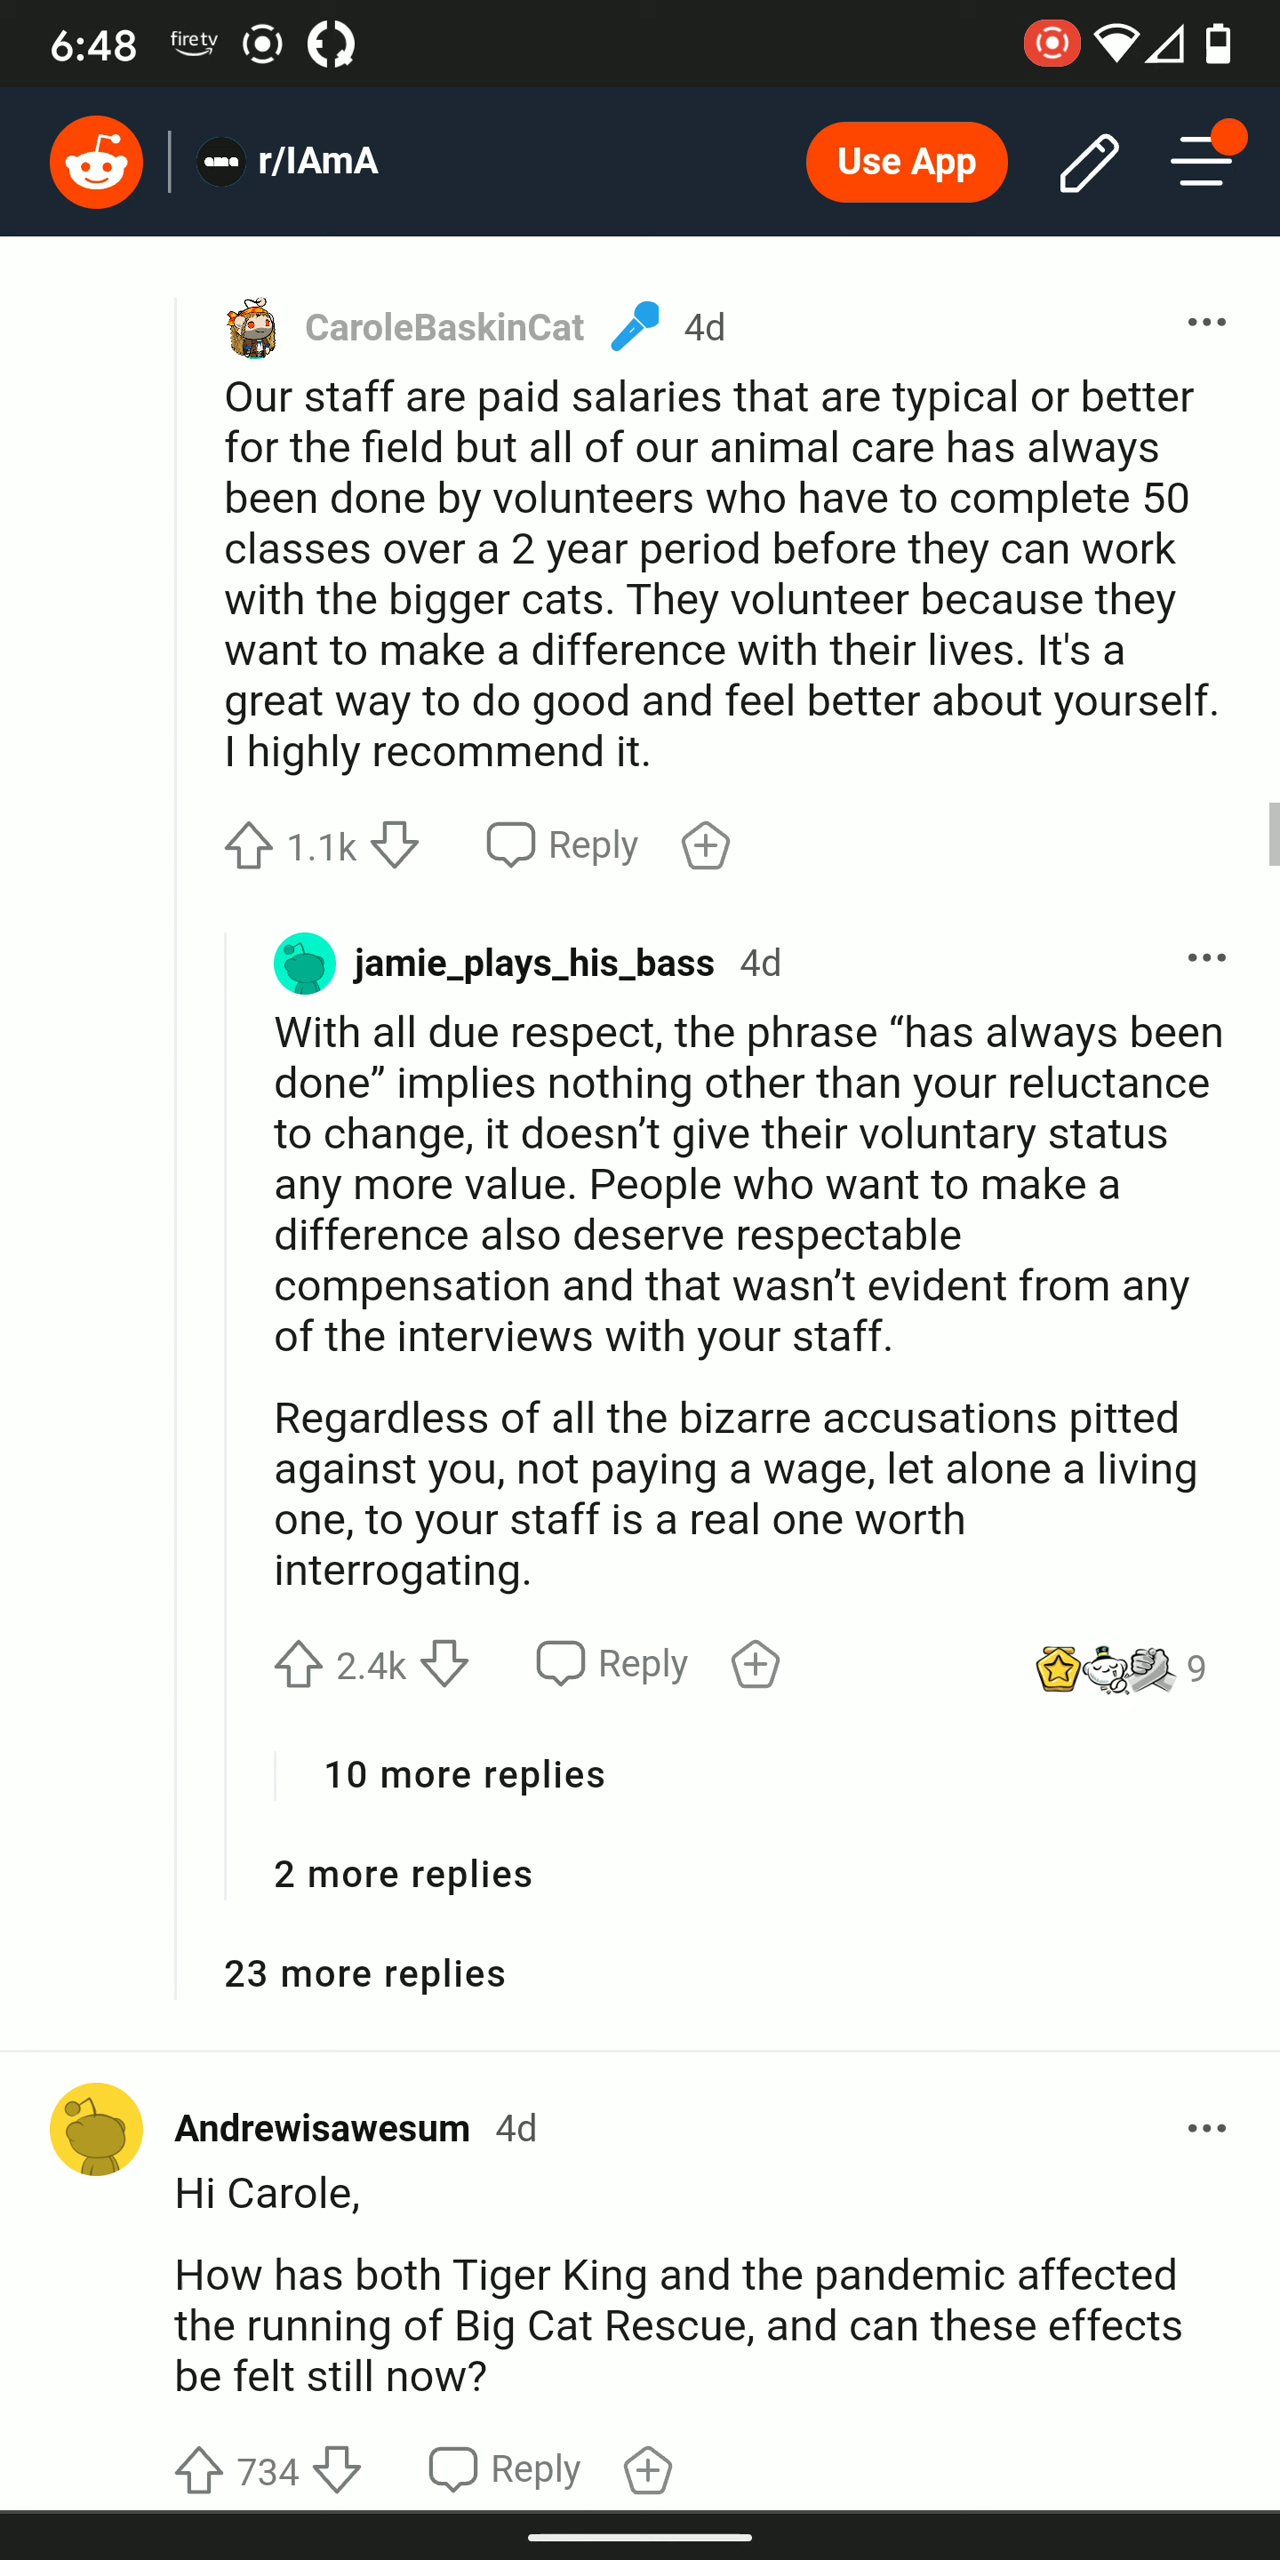 6:48 firetv
r/IAmA Use App
CaroleBaskinCat 4d
Our staff are paid salaries that are typical or better
for the field but all of our animal care has always
been done by volunteers who have to complete 50
classes over a 2 year period before they can work
with the bigger cats. They volunteer because they
want to make a difference with their lives. It's a
great way to do good and feel better about yourself.
I highly recommend it.
1.1k Reply
jamie_plays_his_bass 4d
With all due respect, the phrase “has always been
done” implies nothing other than your reluctance
to change, it doesn’t give their voluntary status
any more value. People who want to make a
difference also deserve respectable
compensation and that wasn’t evident from any
of the interviews with your staff.
Regardless of all the bizarre accusations pitted
against you, not paying a wage, let alone a living
one, to your staff is a real one worth
interrogating.
2.4k Reply 9
10 more replies
2 more replies
23 more replies
Andrewisawesum 4d
Hi Carole,
How has both Tiger King and the pandemic affected
the running of Big Cat Rescue, and can these effects
be felt still now?
734 Reply